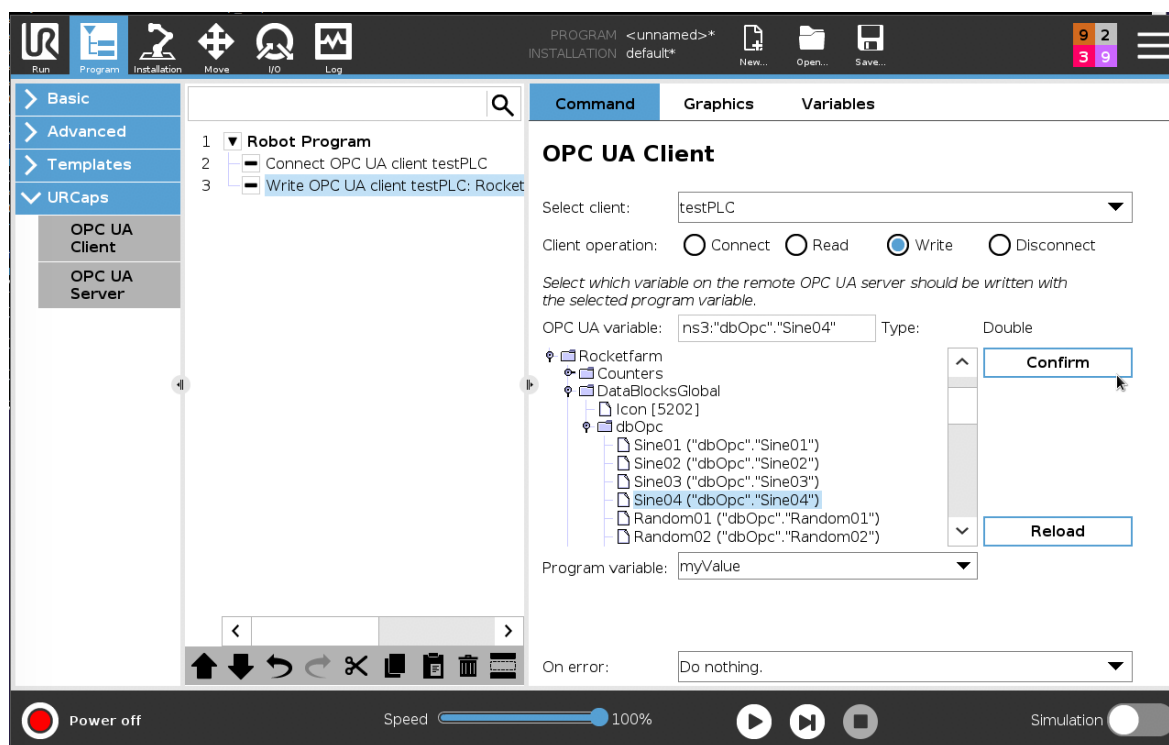 PROGRAM <unnamed>*
INSTALLATION default*
Run
Program
Installation
Move
I/O
Log
New...
Open...
Save...
9 2
3 9
Basic
Advanced
Templates
URCaps
OPC UA
Client
OPC UA
Server
1 Robot Program
2 Connect OPC UA client testPLC
3 Write OPC UA client testPLC: Rocket
Command Graphics Variables
OPC UA Client
Select client: testPLC
Client operation: Connect Read Write Disconnect
Select which variable on the remote OPC UA server should be written with
the selected program variable.
OPC UA variable: ns3:"dbOpc"."Sine04" Type: Double
Rocketfarm
Counters
DataBlocksGlobal
Icon [5202]
dbOpc
Sine01 ("dbOpc"."Sine01")
Sine02 ("dbOpc"."Sine02")
Sine03 ("dbOpc"."Sine03")
Sine04 ("dbOpc"."Sine04")
Random01 ("dbOpc"."Random01")
Random02 ("dbOpc"."Random02")
Confirm
Reload
Program variable: myValue
On error: Do nothing.
Power off
Speed 100%
Simulation